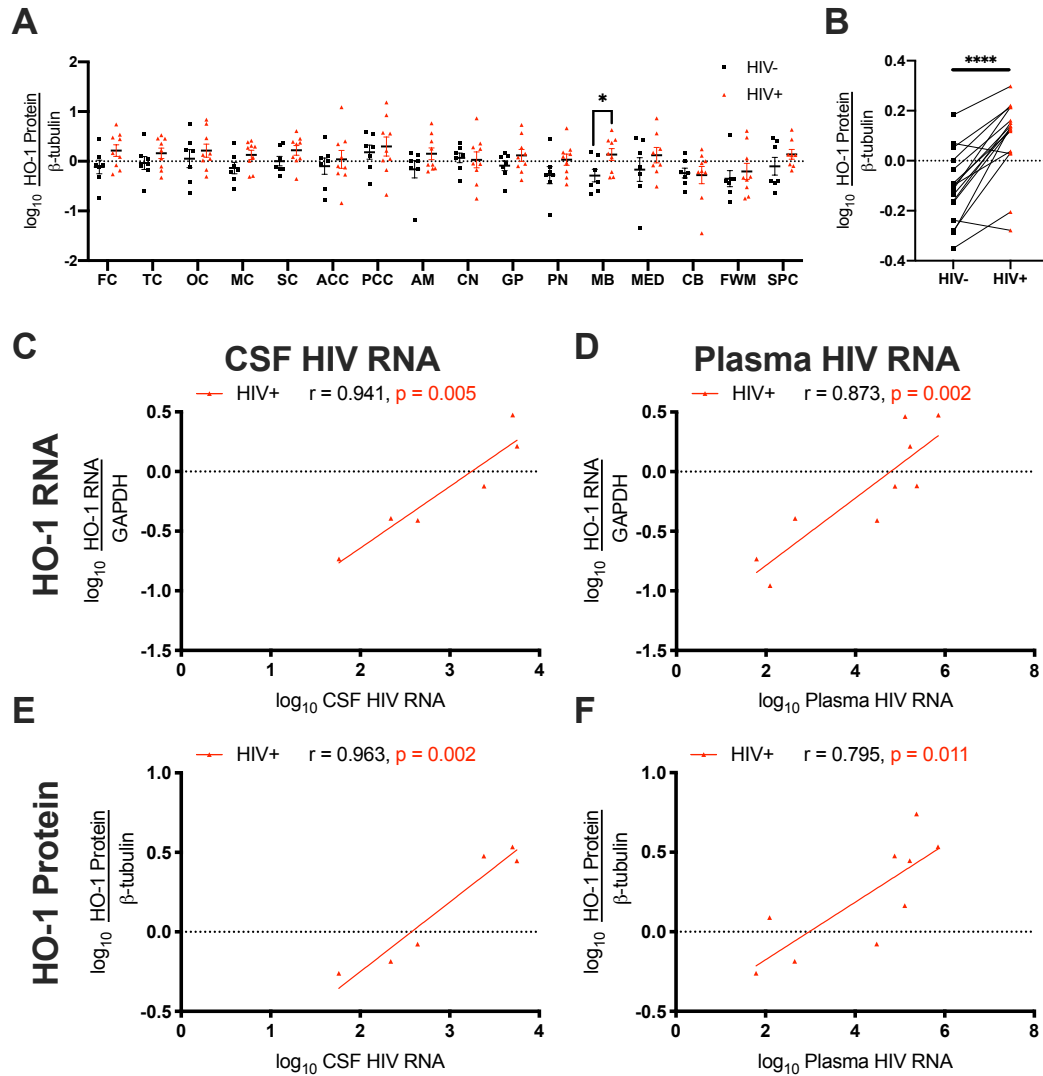 A
B
log10 HO-1 Protein
β-tubulin
2
1
0
-1
-2
HIV-
HIV+
*
FC TC OC MC SC ACC PCC AM CN GP PN MB MED CB FWM SPC
log10 HO-1 Protein
β-tubulin
0.4
0.2
0.0
-0.2
-0.4
****
HIV- HIV+
C
CSF HIV RNA
D
Plasma HIV RNA
HO-1 RNA
HIV+ r = 0.941, p = 0.005
log10 HO-1 RNA
GAPDH
0.5
0.0
-0.5
-1.0
-1.5
0 1 2 3 4
log10 CSF HIV RNA
HIV+ r = 0.873, p = 0.002
log10 HO-1 RNA
GAPDH
0.5
0.0
-0.5
-1.0
-1.5
0 2 4 6 8
log10 Plasma HIV RNA
E
F
HO-1 Protein
HIV+ r = 0.963, p = 0.002
log10 HO-1 Protein
β-tubulin
1.0
0.5
0.0
-0.5
0 1 2 3 4
log10 CSF HIV RNA
HIV+ r = 0.795, p = 0.011
log10 HO-1 Protein
β-tubulin
1.0
0.5
0.0
-0.5
0 2 4 6 8
log10 Plasma HIV RNA